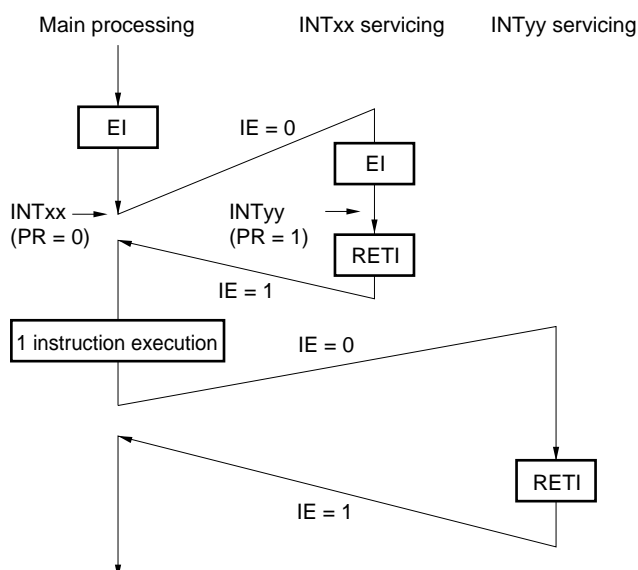 Main processing
INTxx servicing
INTyy servicing
EI
IE = 0
EI
INTxx
(PR = 0)
INTyy
(PR = 1)
RETI
IE = 1
1 instruction execution
IE = 0
RETI
IE = 1